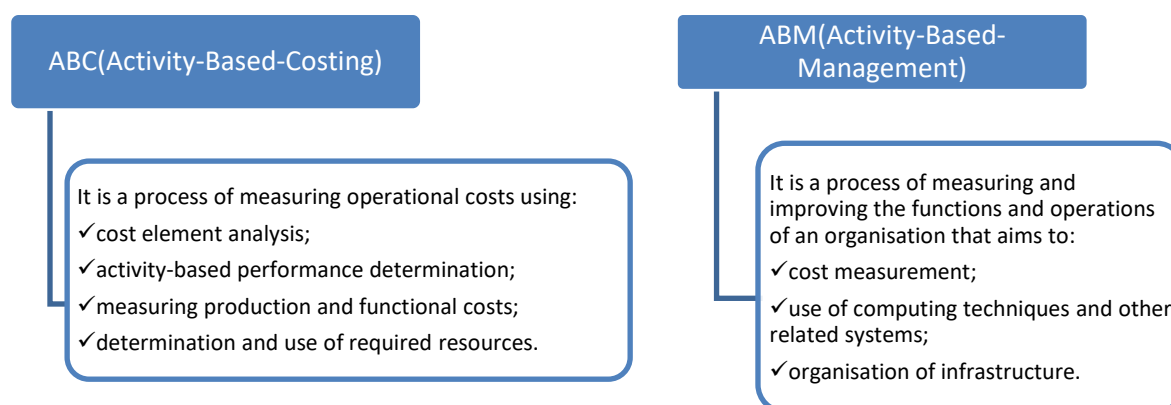 ABC(Activity-Based-Costing)
It is a process of measuring operational costs using:
✓cost element analysis;
✓activity-based performance determination;
✓measuring production and functional costs;
✓determination and use of required resources.
ABM(Activity-Based-
Management)
It is a process of measuring and
improving the functions and operations
of an organisation that aims to:
✓cost measurement;
✓use of computing techniques and other
related systems;
✓organisation of infrastructure.